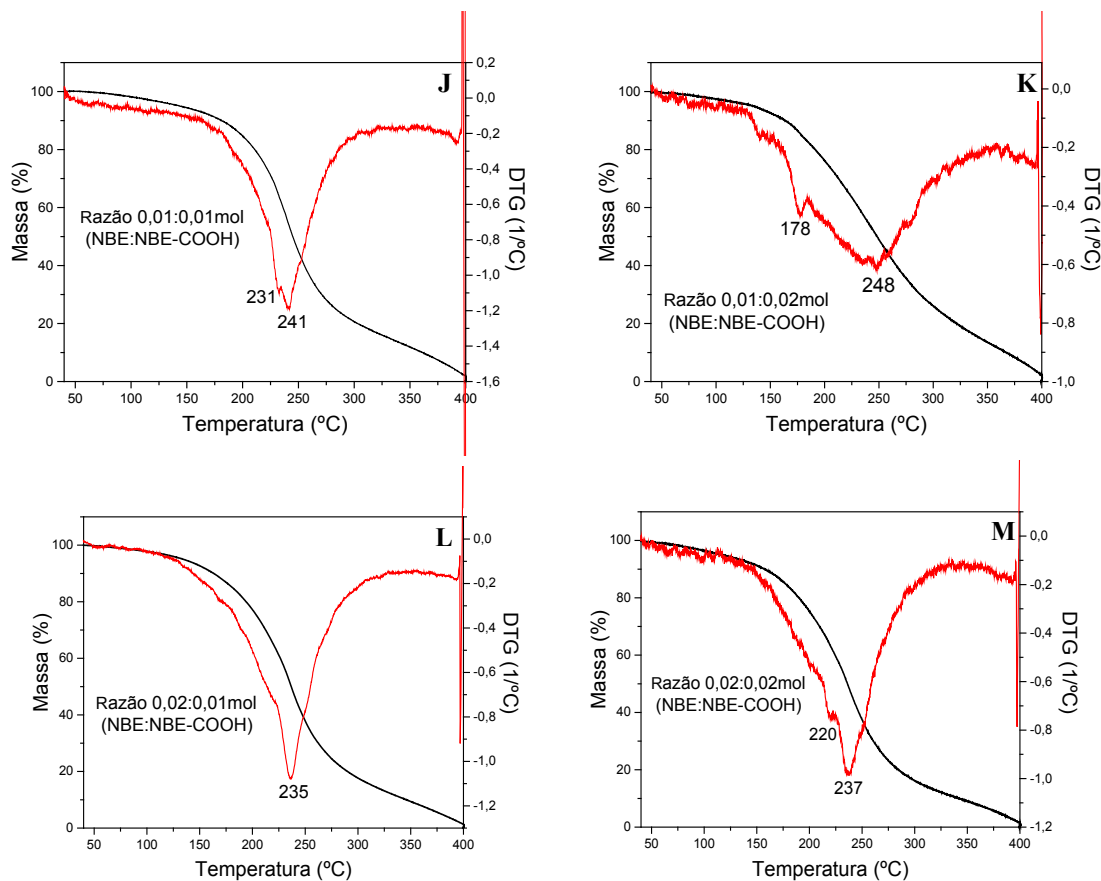 J
Massa (%)
100
80
60
40
20
0
Razão 0,01:0,01mol
(NBE:NBE-COOH)
231
241
0,2
0,0
-0,2
-0,4
-0,6
-0,8
-1,0
-1,2
-1,4
-1,6
DTG (1/ºC)
50 100 150 200 250 300 350 400
Temperatura (ºC)
K
Massa (%)
100
80
60
40
20
0
Razão 0,01:0,02mol
(NBE:NBE-COOH)
178
248
0,0
-0,2
-0,4
-0,6
-0,8
-1,0
DTG (1/ºC)
50 100 150 200 250 300 350 400
Temperatura (ºC)
L
Massa (%)
100
80
60
40
20
0
Razão 0,02:0,01mol
(NBE:NBE-COOH)
235
0,0
-0,2
-0,4
-0,6
-0,8
-1,0
-1,2
DTG (1/ºC)
50 100 150 200 250 300 350 400
Temperatura (ºC)
M
Massa (%)
100
80
60
40
20
0
Razão 0,02:0,02mol
(NBE:NBE-COOH)
220
237
0,0
-0,2
-0,4
-0,6
-0,8
-1,0
-1,2
DTG (1/ºC)
50 100 150 200 250 300 350 400
Temperatura (ºC)